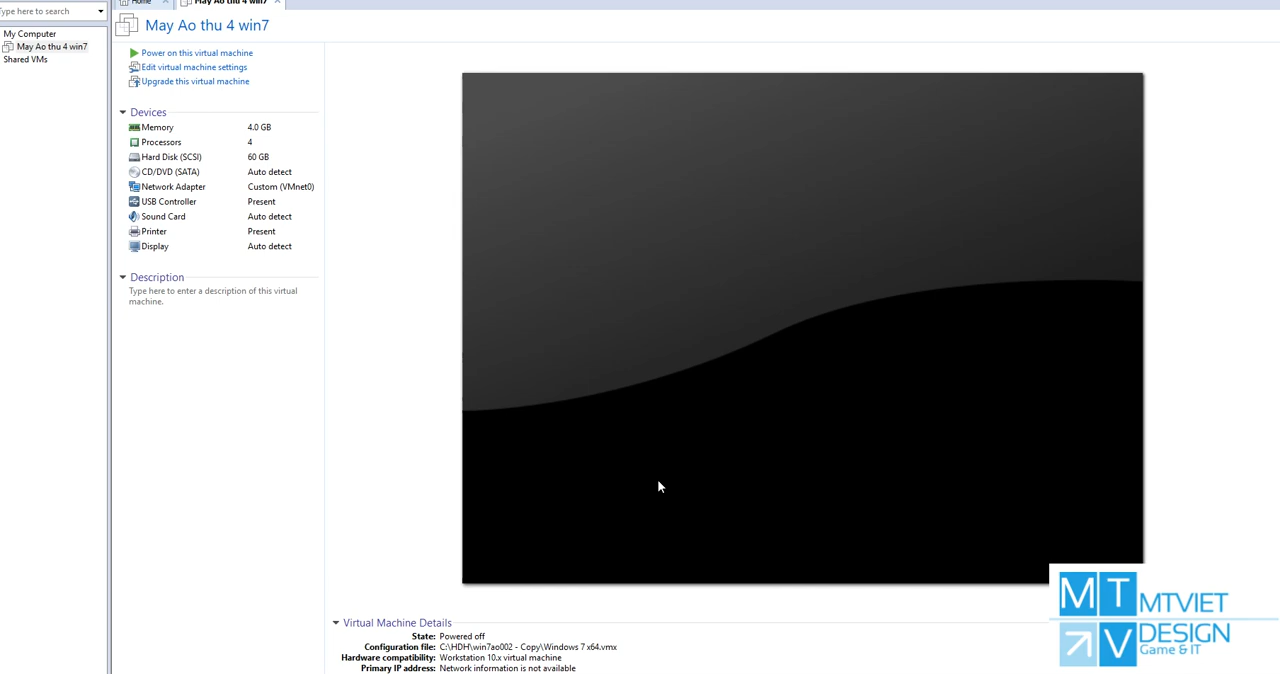 Home
May Ao thu 4 win7
Type here to search
May Ao thu 4 win7
My Computer
May Ao thu 4 win7
Shared VMs
Power on this virtual machine
Edit virtual machine settings
Upgrade this virtual machine
Devices
Memory 4.0 GB
Processors 4
Hard Disk (SCSI) 60 GB
CD/DVD (SATA) Auto detect
Network Adapter Custom (VMnet0)
USB Controller Present
Sound Card Auto detect
Printer Present
Display Auto detect
Description
Type here to enter a description of this virtual
machine.
Virtual Machine Details
State: Powered off
Configuration file: C:\HDH\win7ao002 - Copy\Windows 7 x64.vmx
Hardware compatibility: Workstation 10.x virtual machine
Primary IP address: Network information is not available
MT
V
MTVIET
DESIGN
Game & IT